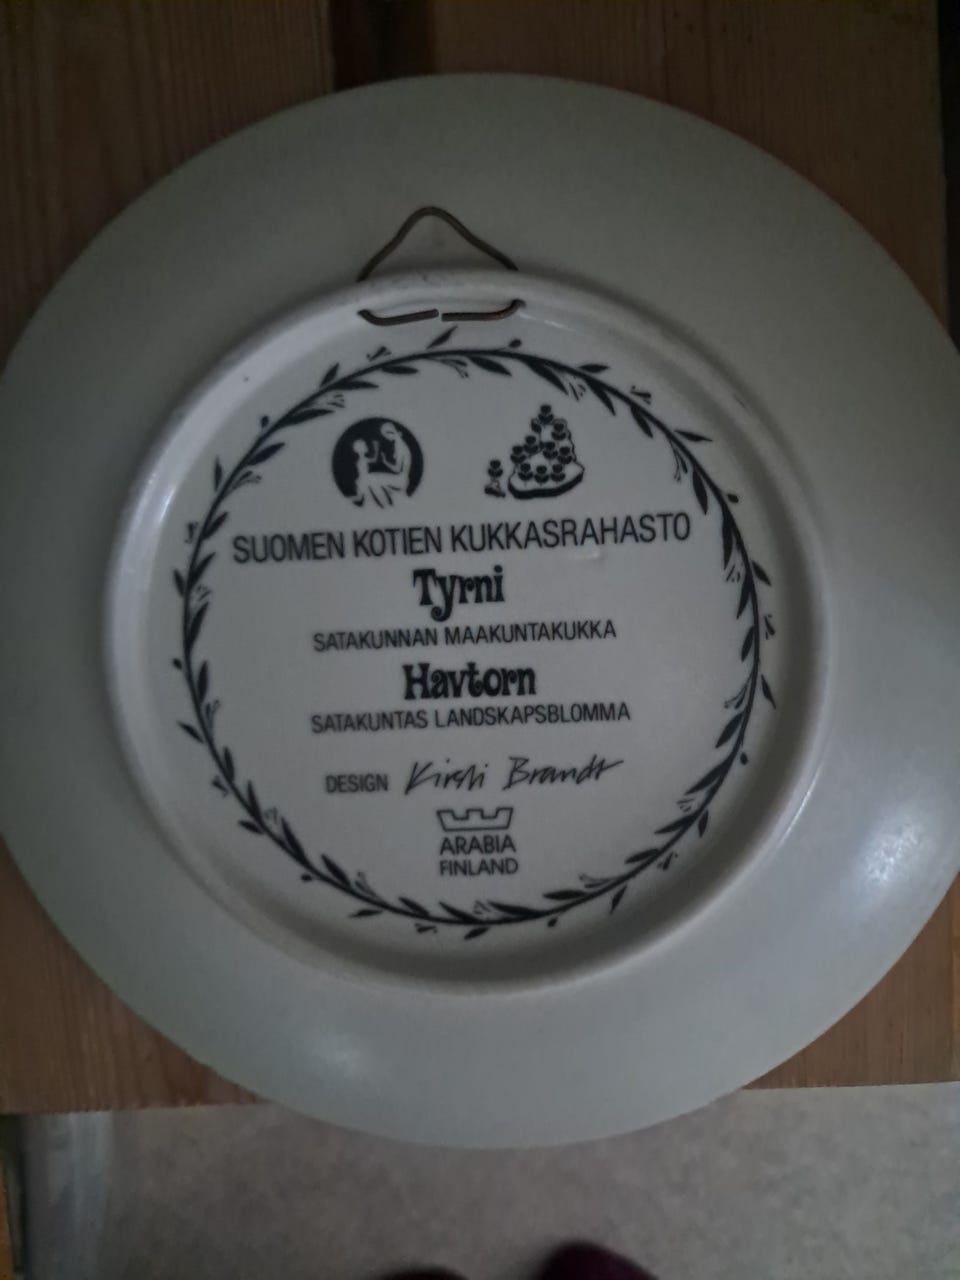 SUOMEN KOTIEN KUKKASRAHASTO
Tyrni
SATAKUNNAN MAAKUNTAKUKKA
Havtorn
SATAKUNTAS LANDSKAPSBLOMMA
DESIGN Kirsti Brandt
ARABIA
FINLAND